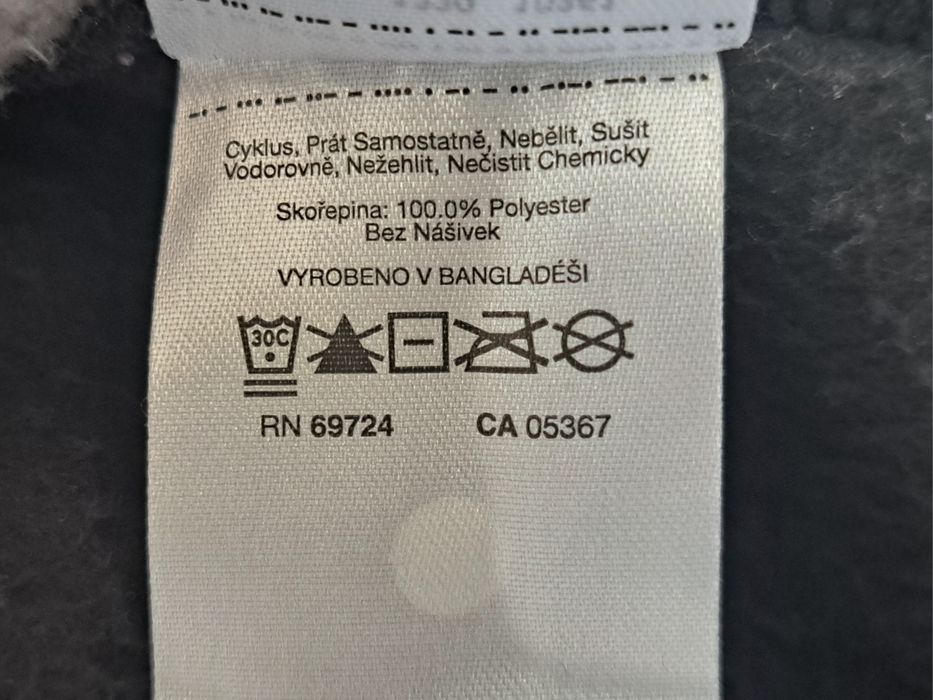 Cyklus, Prát Samostatně, Nebělit, Sušit
Vodorovně, Nežehlit, Nečistit Chemicky
Skořepina: 100.0% Polyester
Bez Nášivek
VYROBENO V BANGLADÉŠI
30C
RN 69724 CA 05367